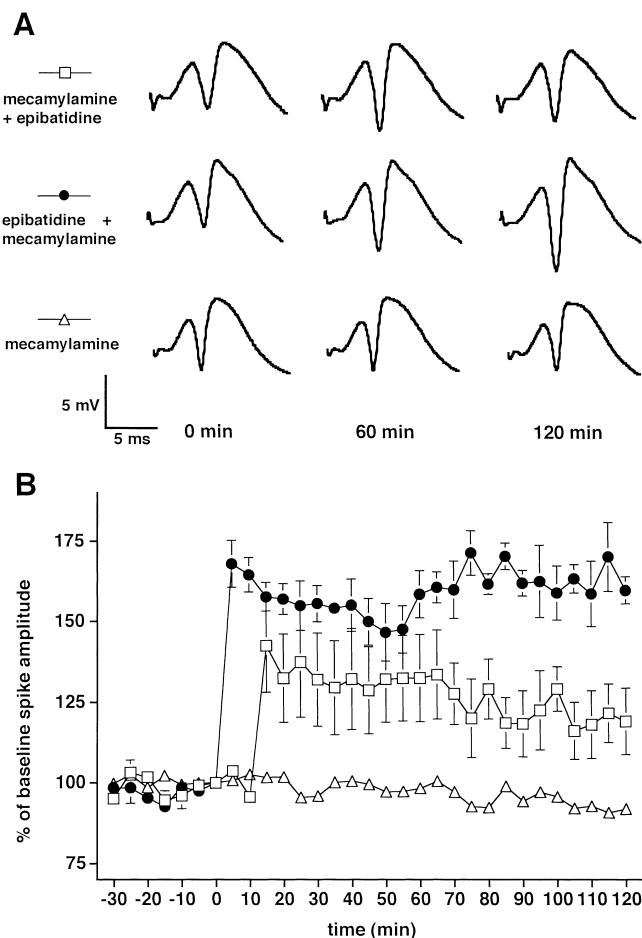 A
mecamylamine
+ epibatidine
epibatidine +
mecamylamine
mecamylamine
5 mV
5 ms
0 min
60 min
120 min
B
% of baseline spike amplitude
175
150
125
100
75
-30 -20 -10 0 10 20 30 40 50 60 70 80 90 100 110 120
time (min)